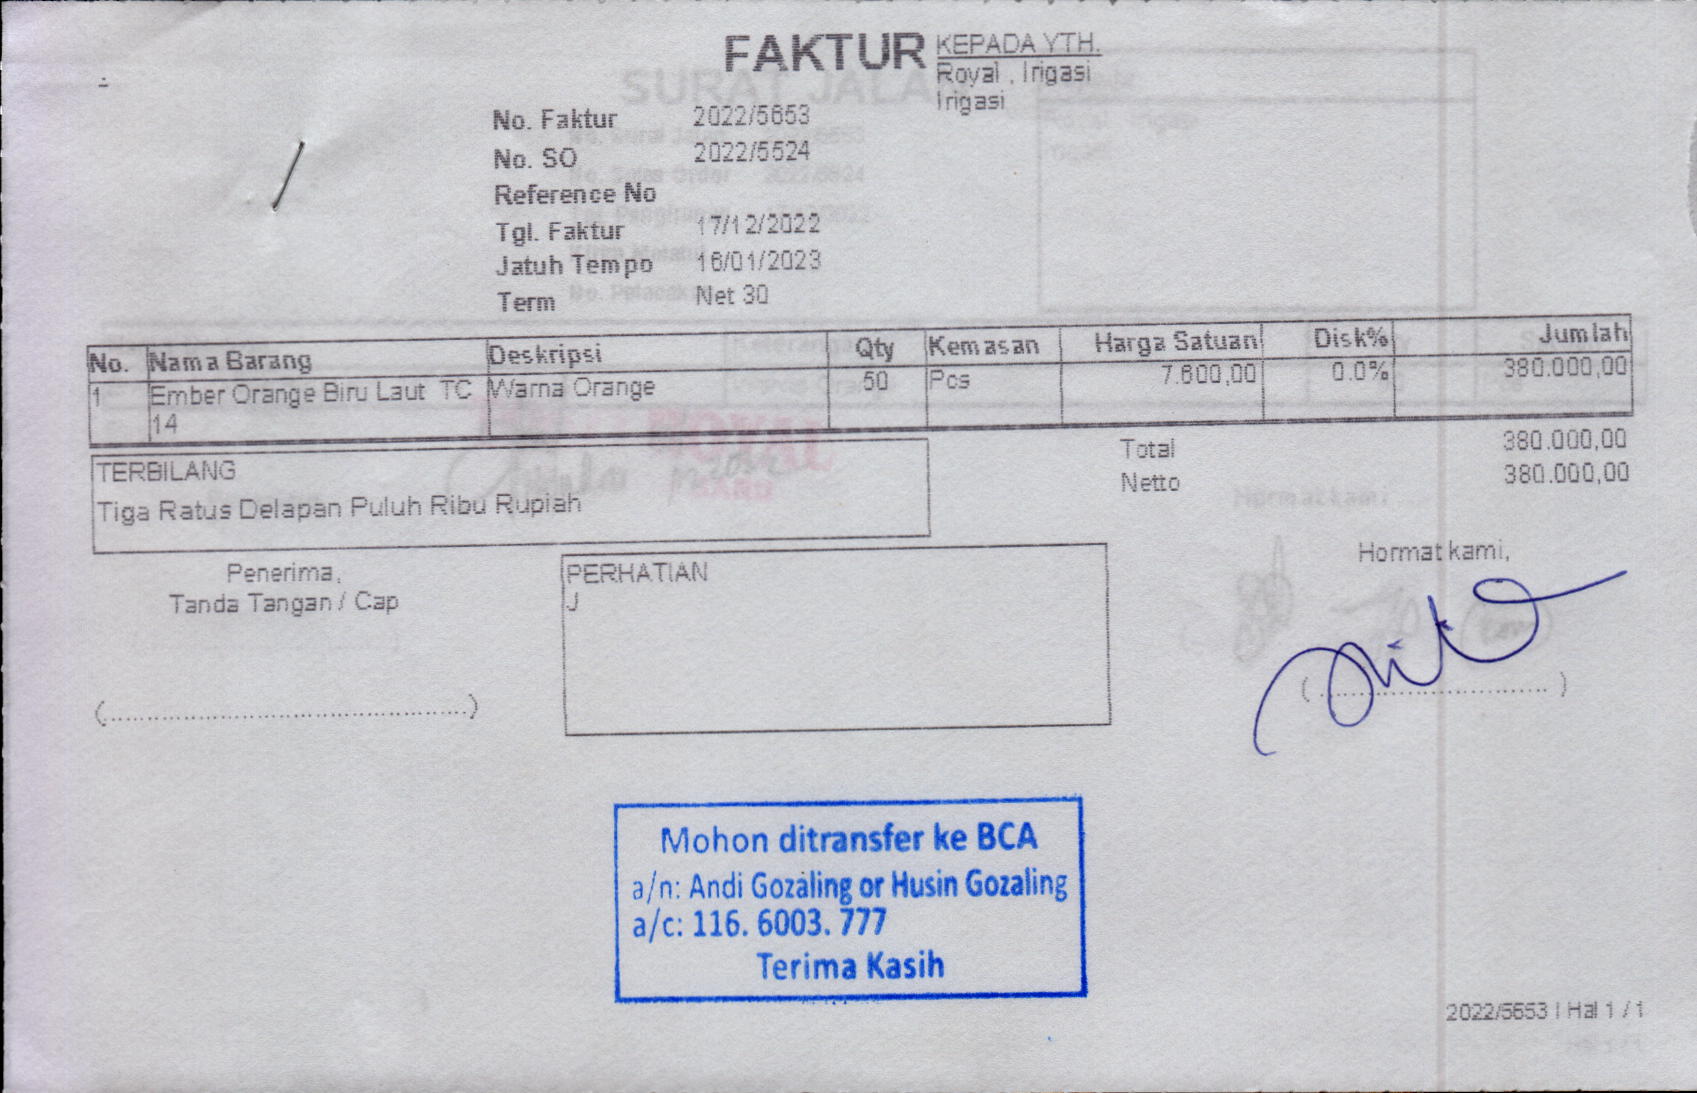 FAKTUR
KEPADA YTH.
Royal , Irigasi
Irigasi
No. Faktur 2022/5653
No. SO 2022/5524
Reference No
Tgl. Faktur 17/12/2022
Jatuh Tempo 16/01/2023
Term Net 30
No. Nama Barang Deskripsi Qty Kemasan Harga Satuan Disk% Jumlah
1 Ember Orange Biru Laut TC 14 Warna Orange 50 Pcs 7.600,00 0.0% 380.000,00
Total 380.000,00
Netto 380.000,00
TERBILANG
Tiga Ratus Delapan Puluh Ribu Rupiah
Penerima,
Tanda Tangan / Cap
PERHATIAN
J
Hormat kami,
Mohon ditransfer ke BCA
a/n: Andi Gozaling or Husin Gozaling
a/c: 116. 6003. 777
Terima Kasih
2022/5653 | Hal 1 / 1
SURAT JALAN